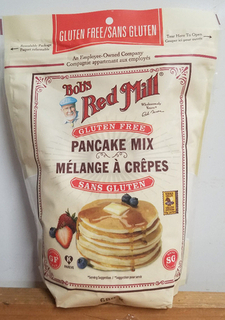 GLUTEN FREE/SANS GLUTEN
An Employee-Owned Company
Compagnie appartenant aux employés
Bob's
Red Mill
GLUTEN FREE
PANCAKE MIX
MÉLANGE À CRÊPES
SANS GLUTEN
GF
SG